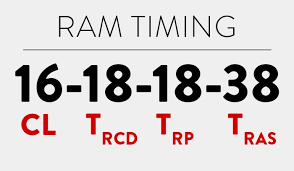 RAM TIMING
16-18-18-38
CL TRCD TRP TRAS